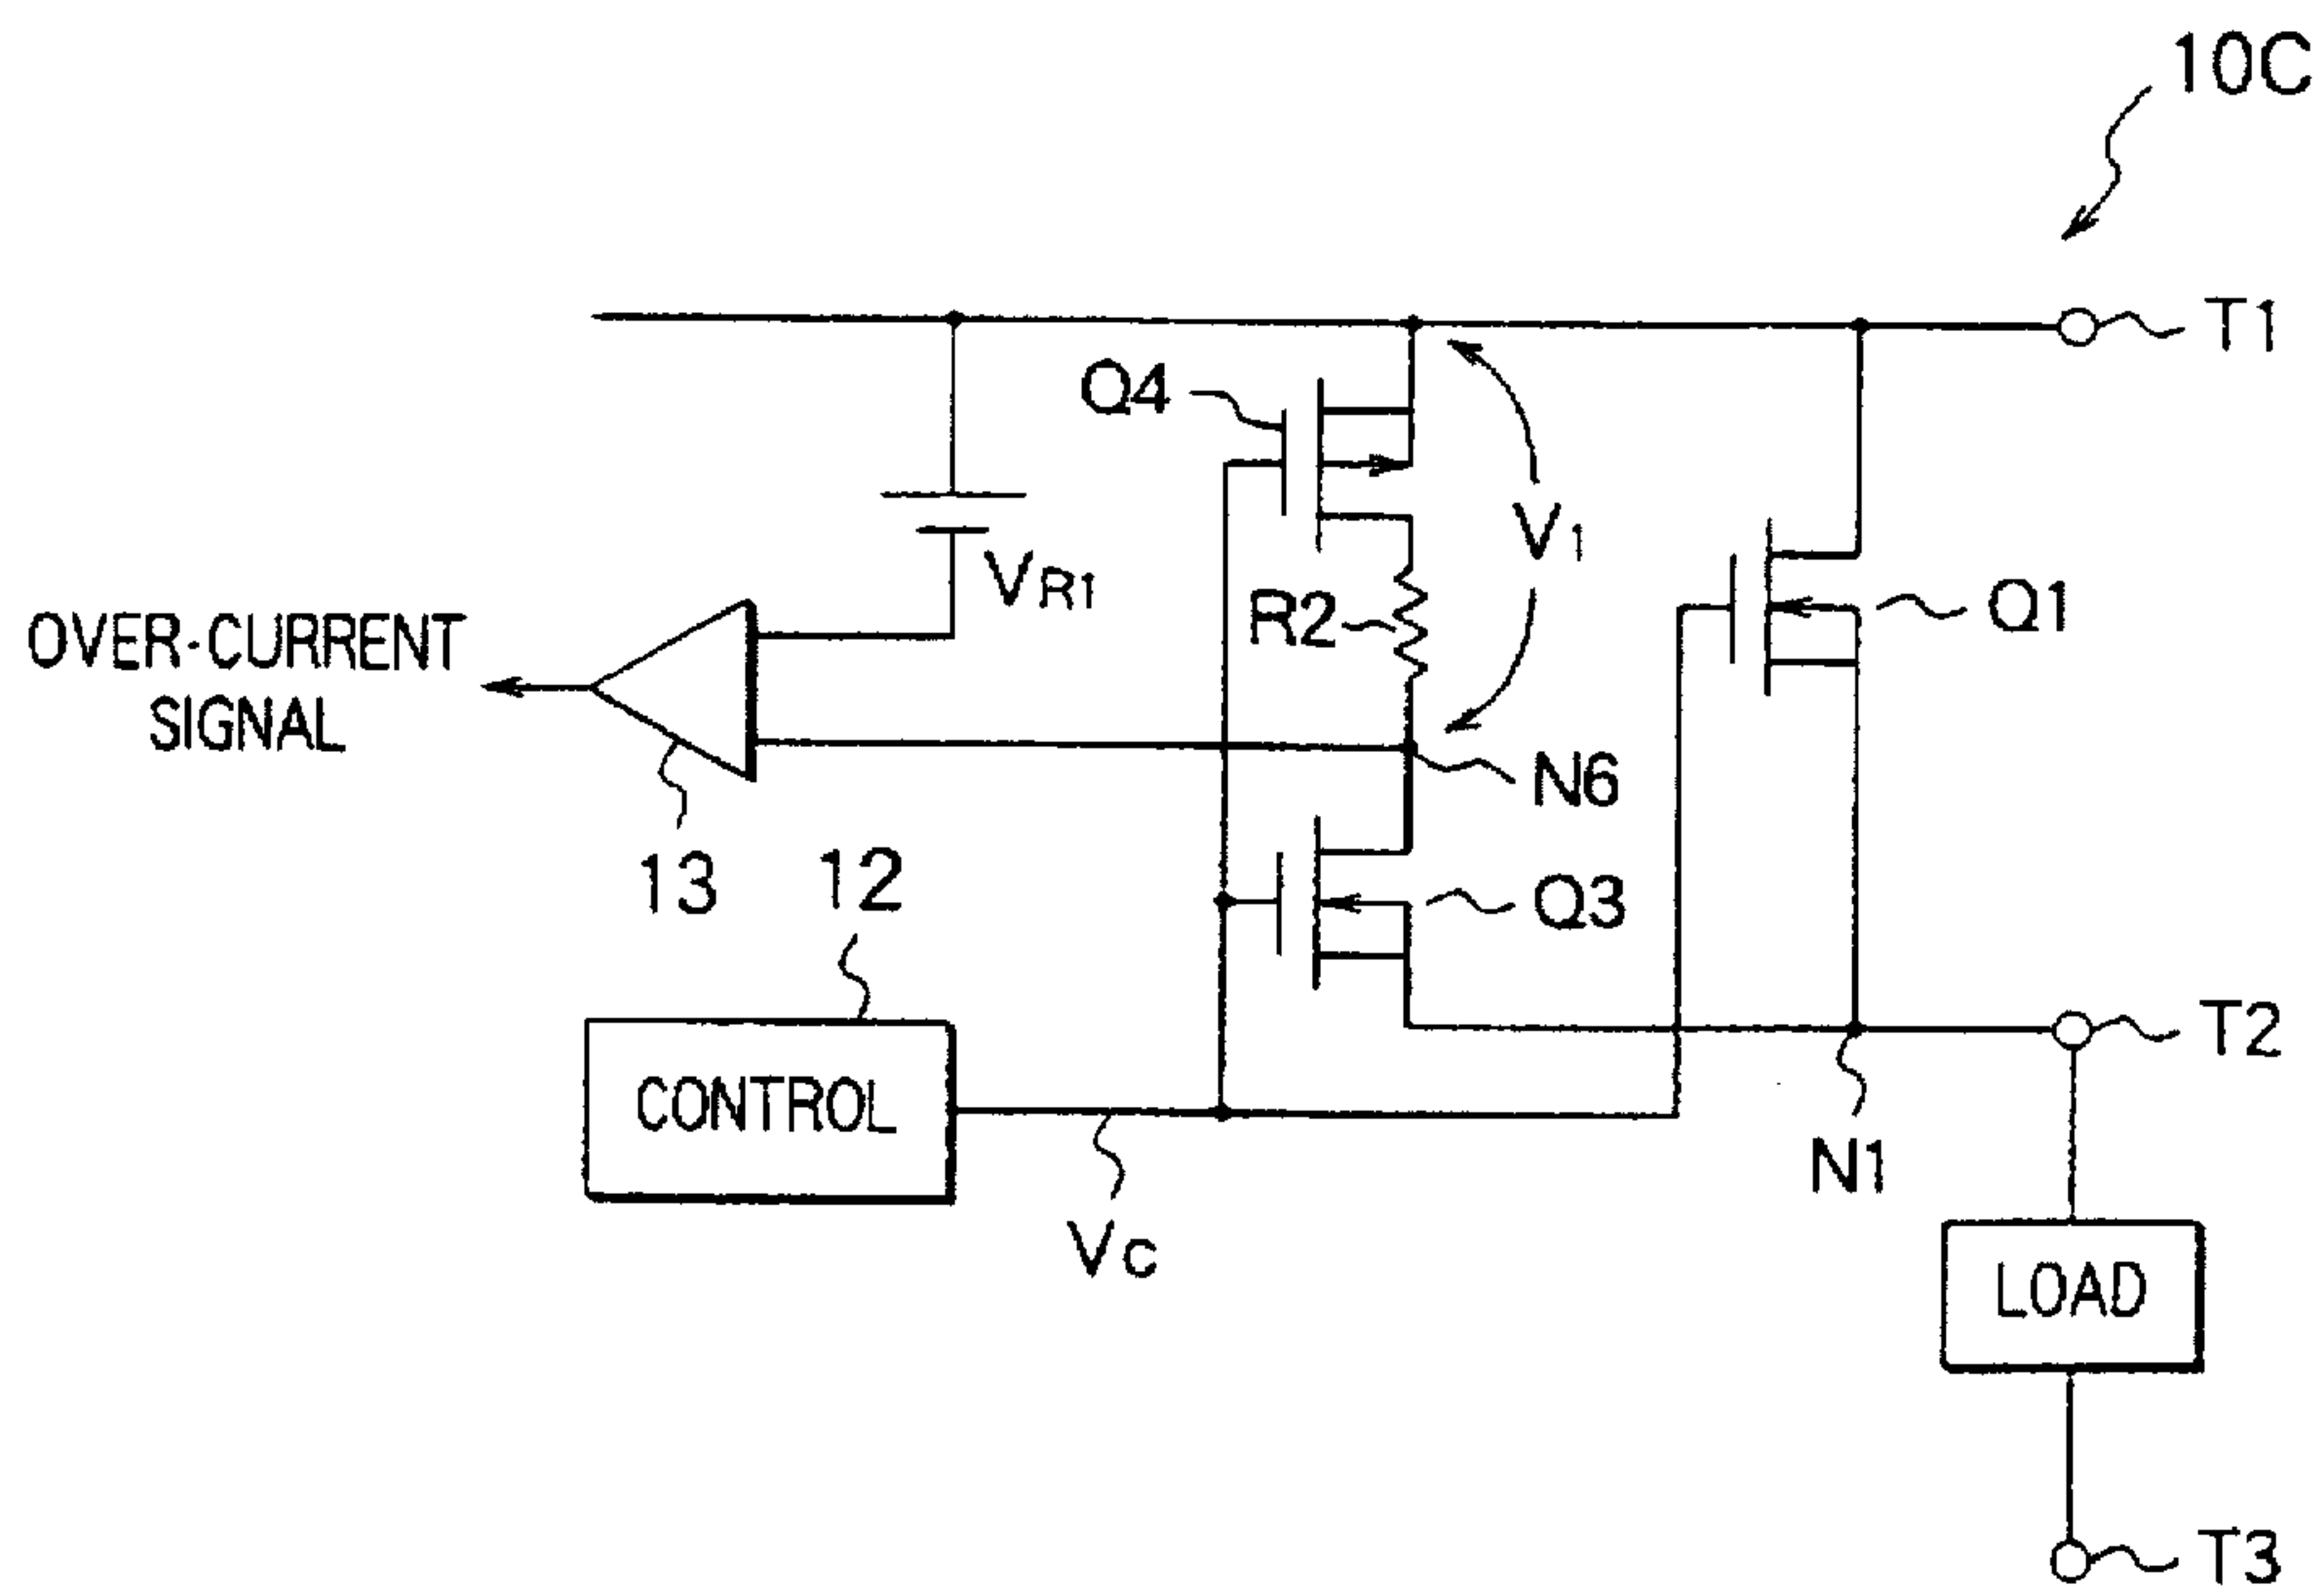 10C
T1
Q4
V1
VR1
R2
Q1
OVER-CURRENT
SIGNAL
N6
13
12
Q3
T2
CONTROL
N1
VC
LOAD
T3